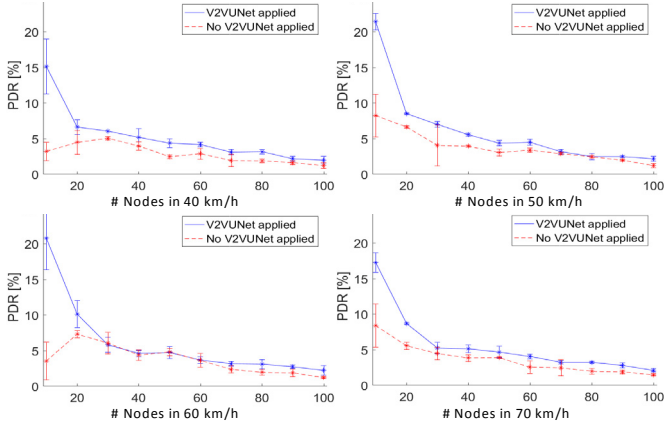 V2VUNet applied
No V2VUNet applied
PDR [%]
20
15
10
5
0
20 40 60 80 100
# Nodes in 40 km/h
V2VUNet applied
No V2VUNet applied
PDR [%]
20
15
10
5
0
20 40 60 80 100
# Nodes in 50 km/h
V2VUNet applied
No V2VUNet applied
PDR [%]
20
15
10
5
0
20 40 60 80 100
# Nodes in 60 km/h
V2VUNet applied
No V2VUNet applied
PDR [%]
20
15
10
5
0
20 40 60 80 100
# Nodes in 70 km/h